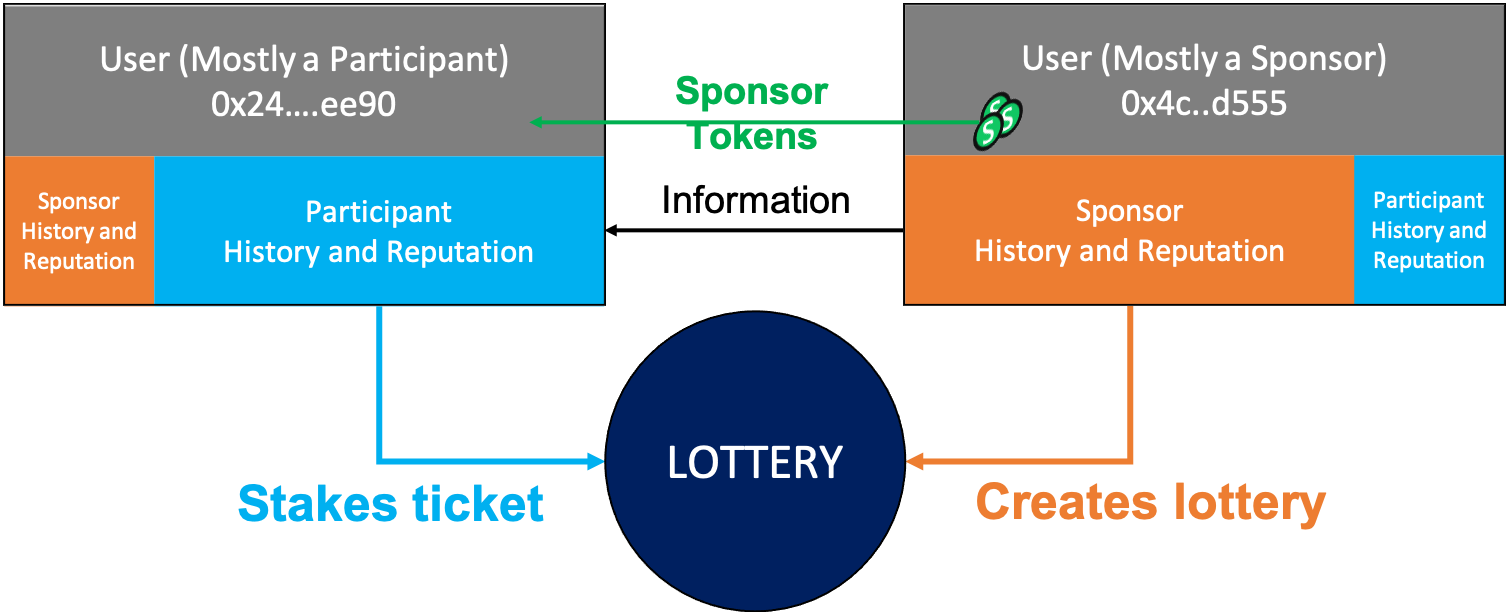 User (Mostly a Participant)
0x24....ee90
Sponsor
History and
Reputation
Participant
History and Reputation
Sponsor
Tokens
Information
User (Mostly a Sponsor)
0x4c..d555
S
S
S
Sponsor
History and Reputation
Participant
History and
Reputation
LOTTERY
Stakes ticket
Creates lottery